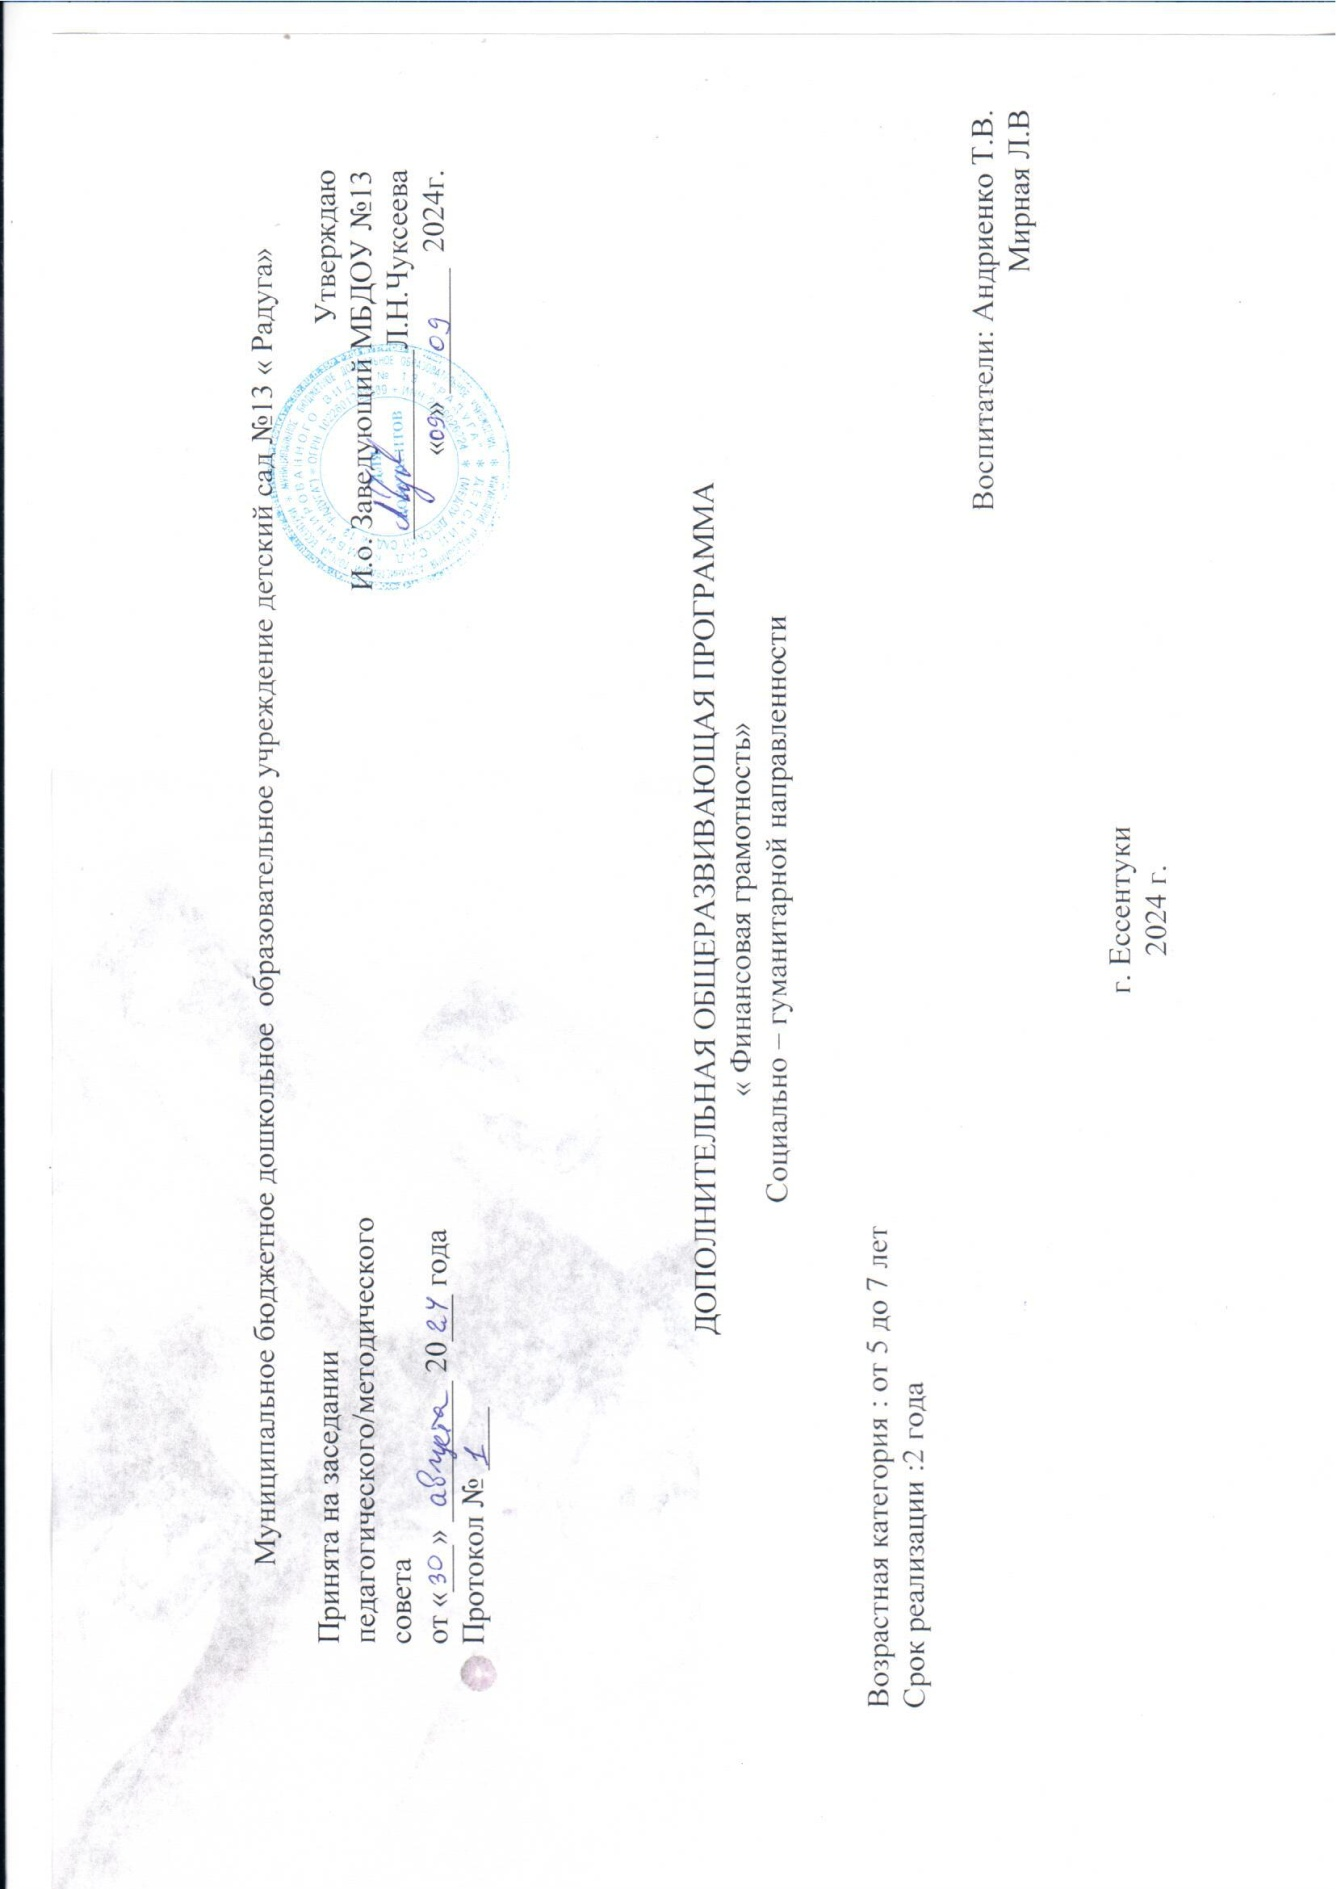 Муниципальное бюджетное дошкольное образовательное учреждение детский сад №13 « Радуга»
Принята на заседании
педагогического/методического
совета
от «30» августа 2024 года
Протокол № 1
Утверждаю
И.о. Заведующий МБДОУ №13
Л.Н.Чуксеева
«09» 09 2024г.
ДОПОЛНИТЕЛЬНАЯ ОБЩЕРАЗВИВАЮЩАЯ ПРОГРАММА
« Финансовая грамотность»
Социально – гуманитарной направленности
Возрастная категория : от 5 до 7 лет
Срок реализации :2 года
Воспитатели: Андриенко Т.В.
Мирная Л.В
г. Ессентуки
2024 г.